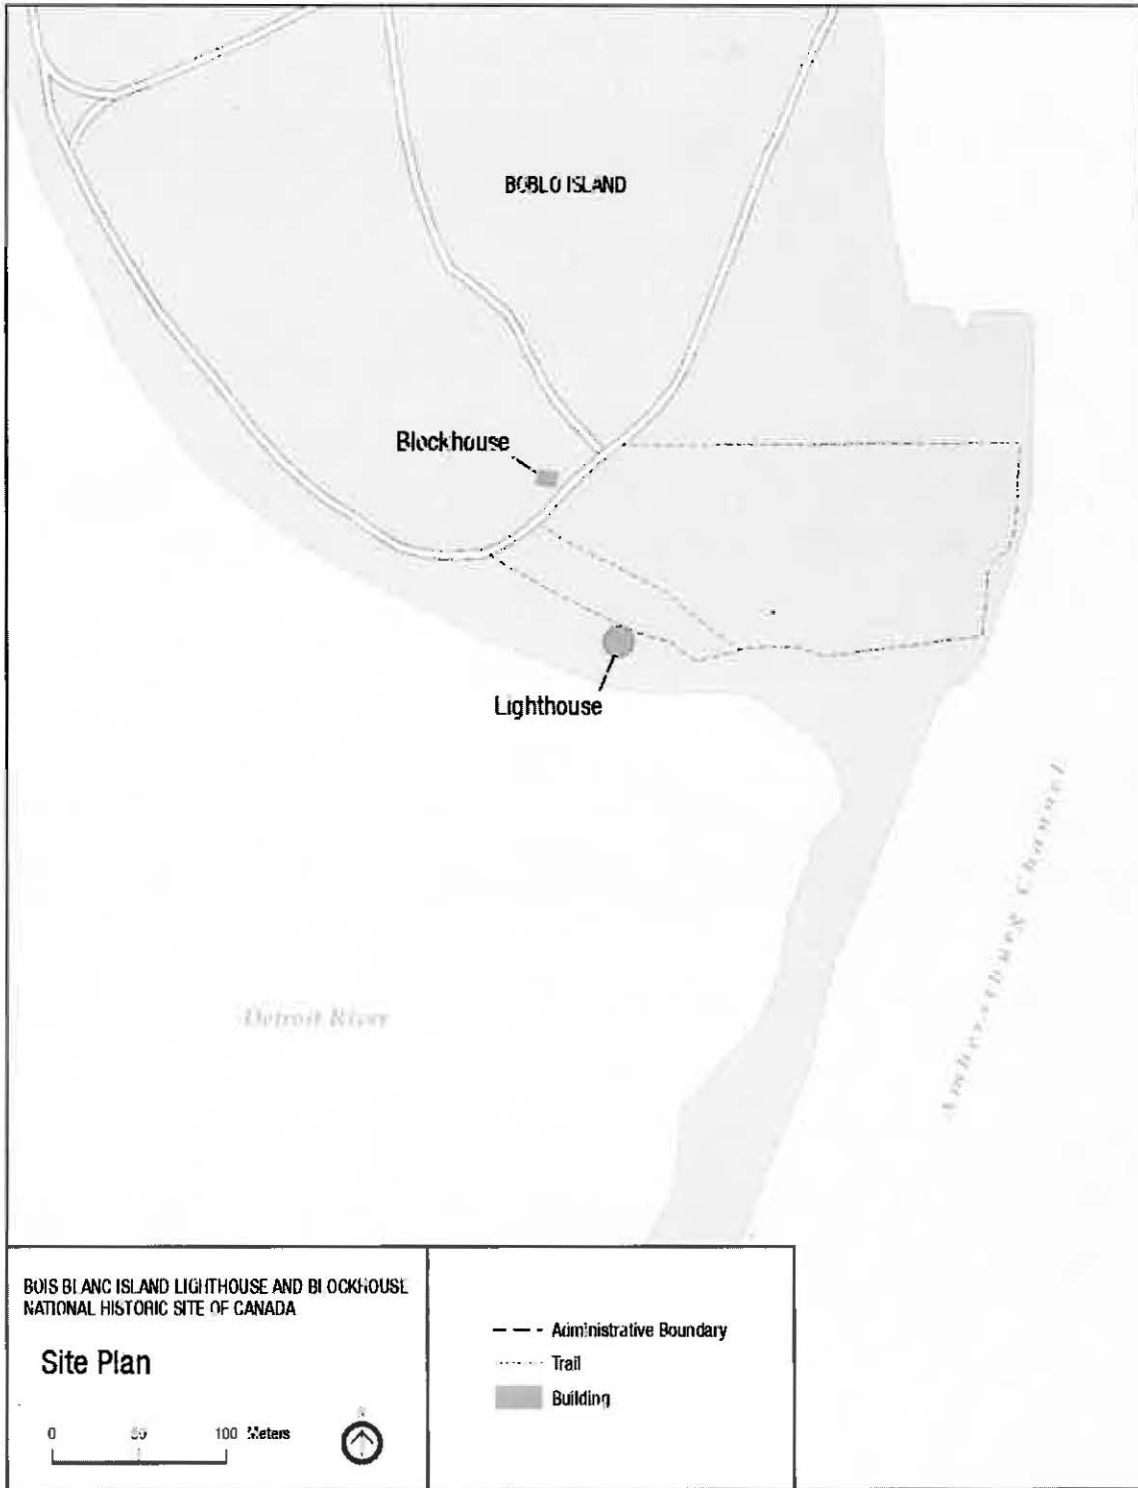 BOBLO ISLAND
Blockhouse
Lighthouse
Amherstburg Channel
Detroit River
BOIS BLANC ISLAND LIGHTHOUSE AND BLOCKHOUSE
NATIONAL HISTORIC SITE OF CANADA
Site Plan
0 50 100 Meters
N
Administrative Boundary
Trail
Building